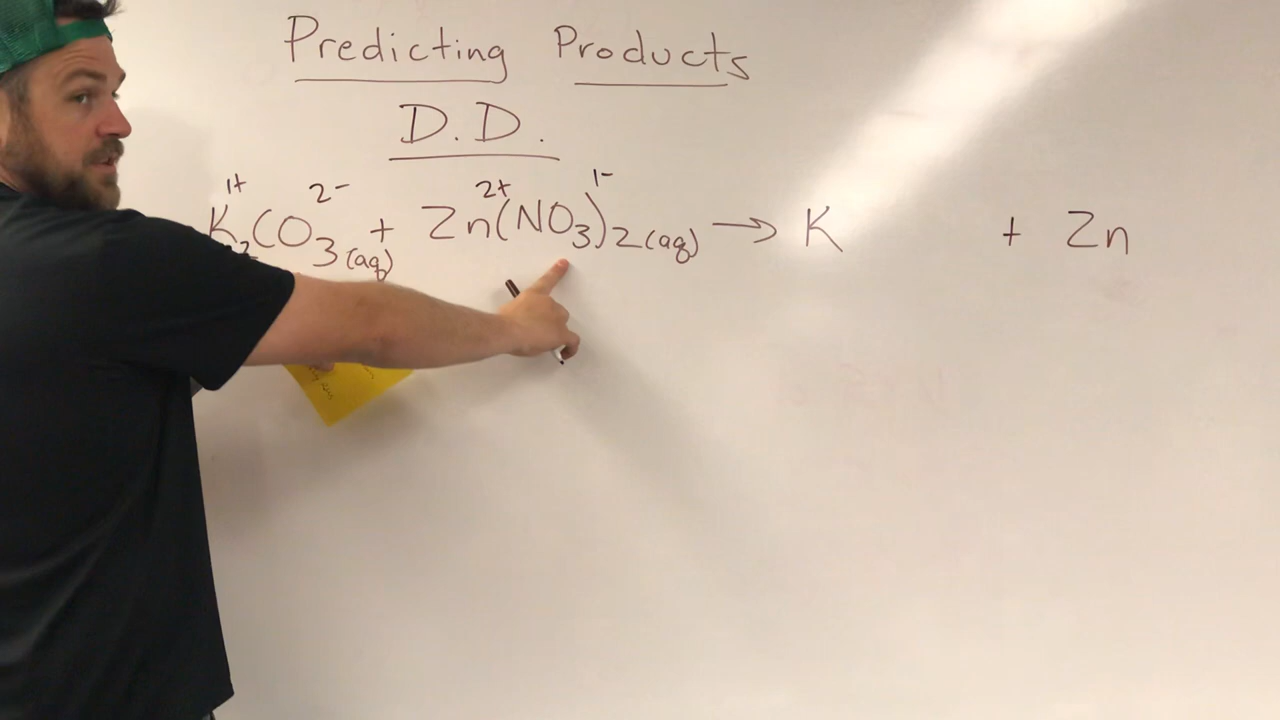 Predicting Products
D.D.
1+ 2- 2+ 1-
K₂CO₃(aq) + Zn(NO₃)₂(aq) → K + Zn